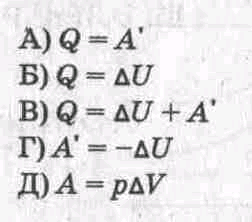 А) Q = A'
Б) Q = ΔU
В) Q = ΔU + A'
Г) A' = −ΔU
Д) A = pΔV